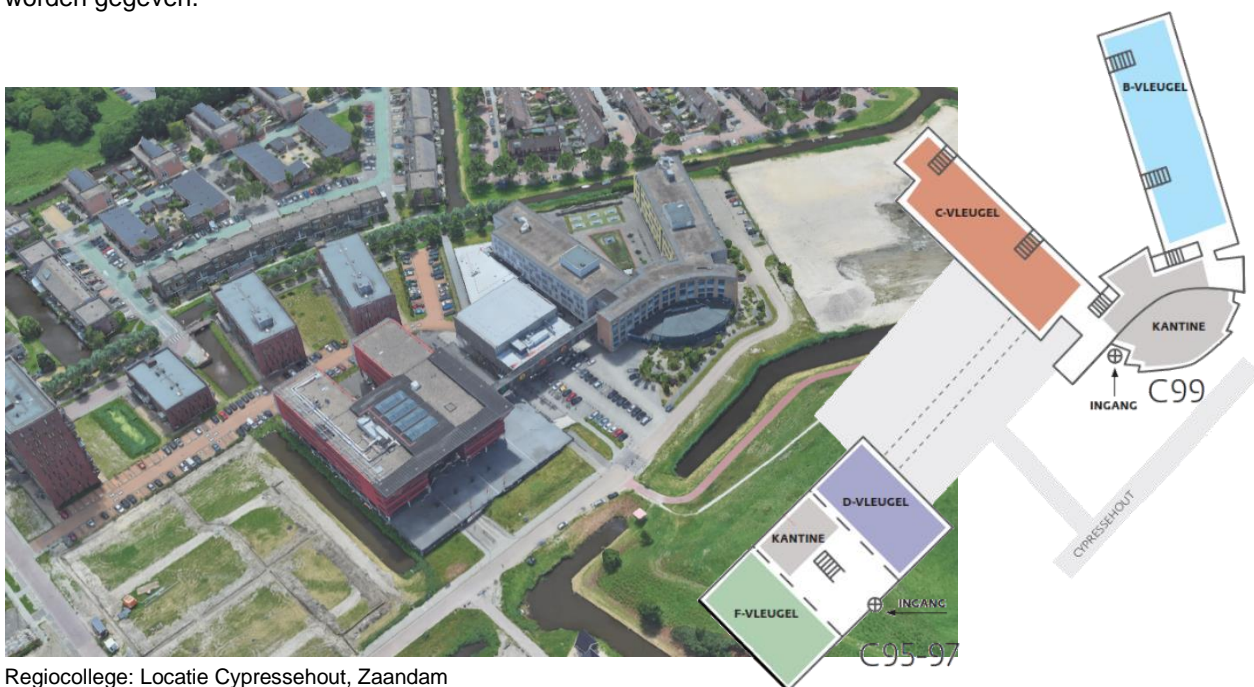 worden gegeven.
B-VLEUGEL
C-VLEUGEL
KANTINE
INGANG
C99
CYPRESSEHOUT
D-VLEUGEL
KANTINE
F-VLEUGEL
INGANG
C95-97
Regiocollege: Locatie Cypressehout, Zaandam